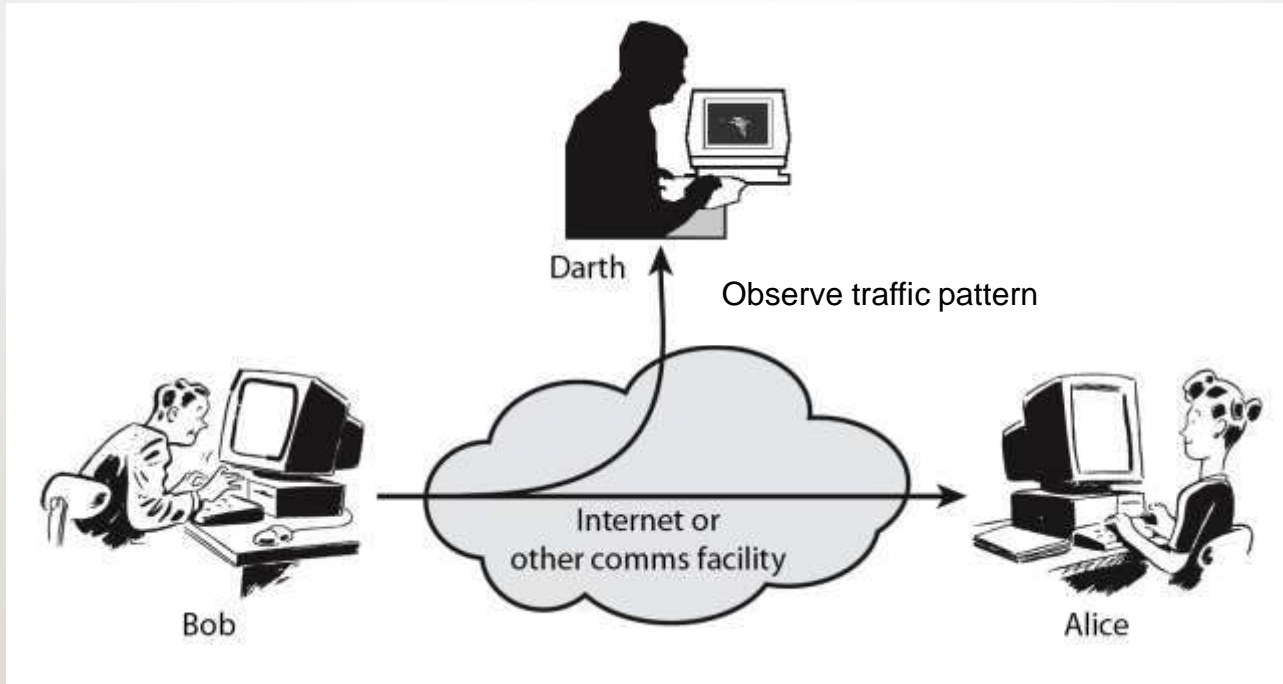 Darth
Observe traffic pattern
Internet or
other comms facility
Bob
Alice